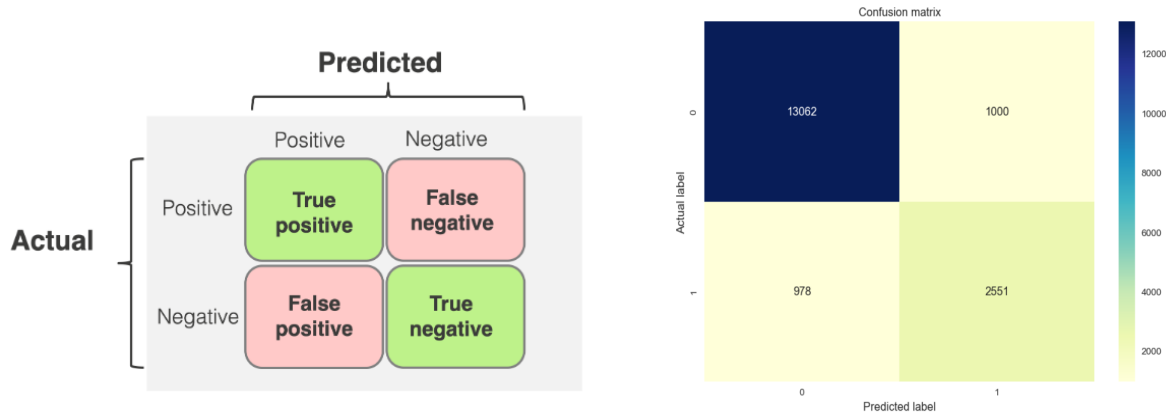 Predicted
Positive Negative
Actual
Positive
True positive
False negative
Negative
False positive
True negative
Confusion matrix
Actual label
0
1
13062 1000
978 2551
0 1
Predicted label
12000
10000
8000
6000
4000
2000